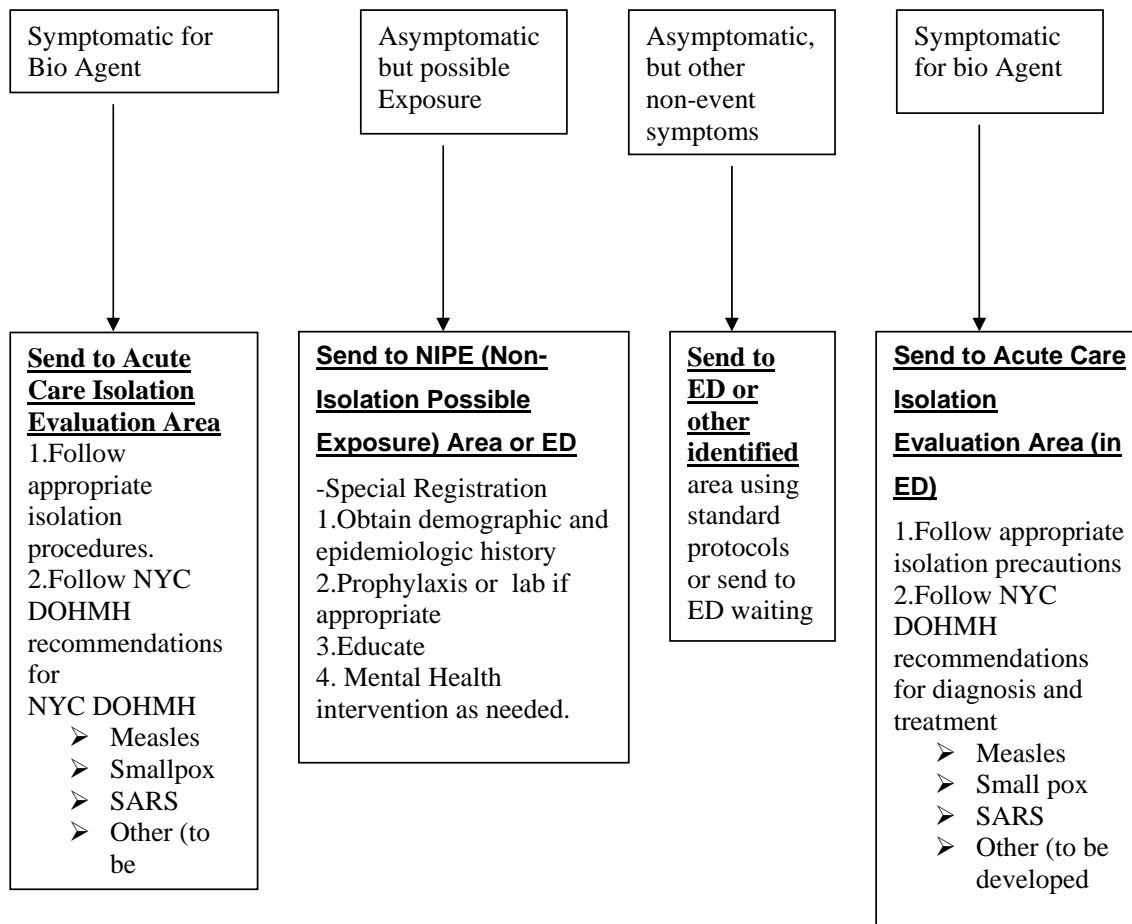 Symptomatic for
Bio Agent
Asymptomatic
but possible
Exposure
Asymptomatic,
but other
non-event
symptoms
Symptomatic
for bio Agent
Send to Acute
Care Isolation
Evaluation Area
1.Follow
appropriate
isolation
procedures.
2.Follow NYC
DOHMH
recommendations
for
NYC DOHMH
➢ Measles
➢ Smallpox
➢ SARS
➢ Other (to
be
Send to NIPE (Non-
Isolation Possible
Exposure) Area or ED
-Special Registration
1.Obtain demographic and
epidemiologic history
2.Prophylaxis or lab if
appropriate
3.Educate
4. Mental Health
intervention as needed.
Send to
ED or
other
identified
area using
standard
protocols
or send to
ED waiting
Send to Acute Care
Isolation
Evaluation Area (in
ED)
1.Follow appropriate
isolation precautions
2.Follow NYC
DOHMH
recommendations
for diagnosis and
treatment
➢ Measles
➢ Small pox
➢ SARS
➢ Other (to be
developed